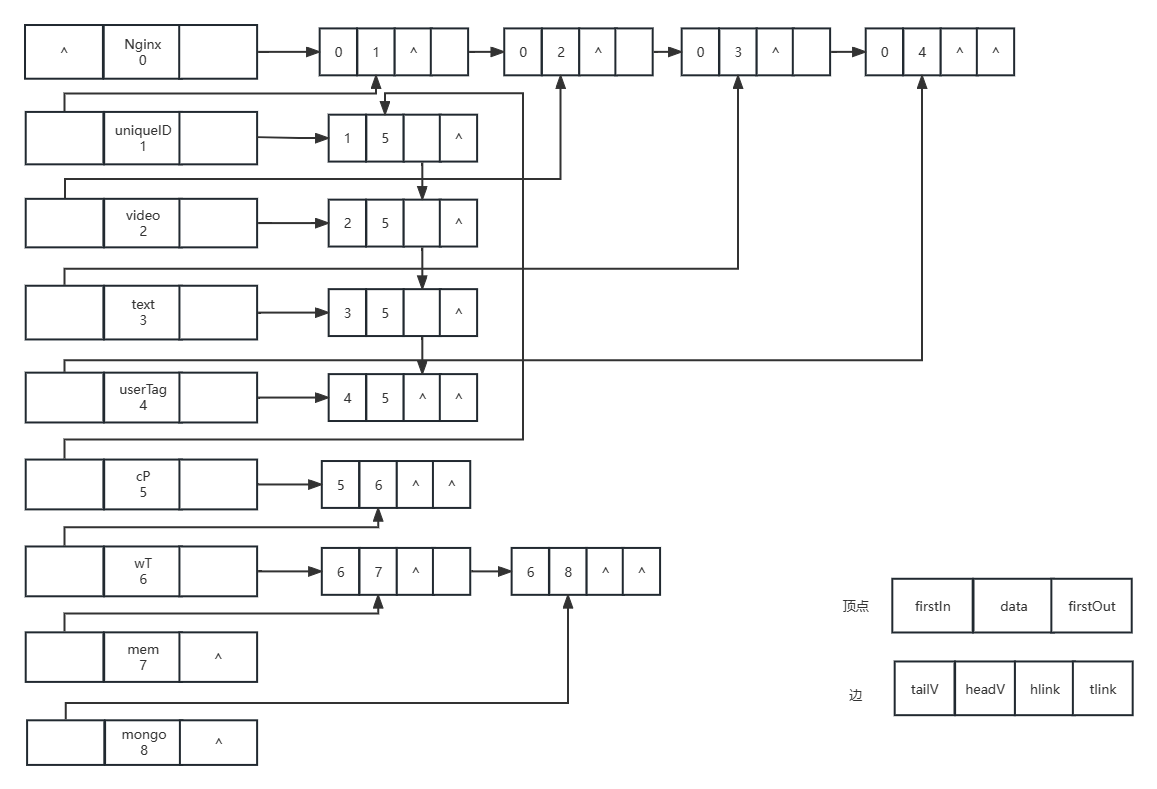 ^ Nginx
0
0 1 ^
0 2 ^
0 3 ^
0 4 ^ ^
uniqueID
1
1 5 ^
video
2
2 5 ^
text
3
3 5 ^
userTag
4
4 5 ^ ^
cP
5
5 6 ^ ^
wT
6
6 7 ^
6 8 ^ ^
mem
7
^
mongo
8
^
顶点 firstIn data firstOut
边 tailV headV hlink tlink